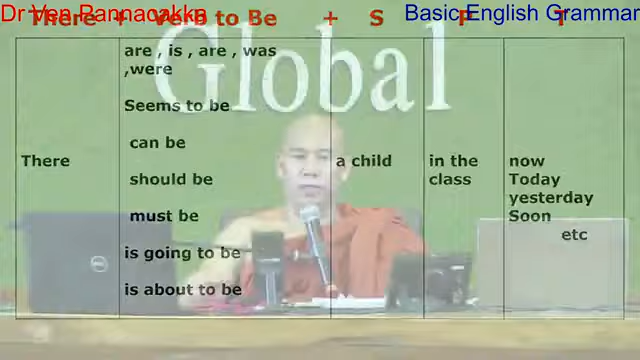 Dr Ven Pannacakka
Basic English Grammar
There + Verb to Be + S P T
Global
are , is , are , was
,were
Seems to be
can be
There
a child
in the
class
now
Today
yesterday
Soon
etc
should be
must be
is going to be
is about to be
DELL